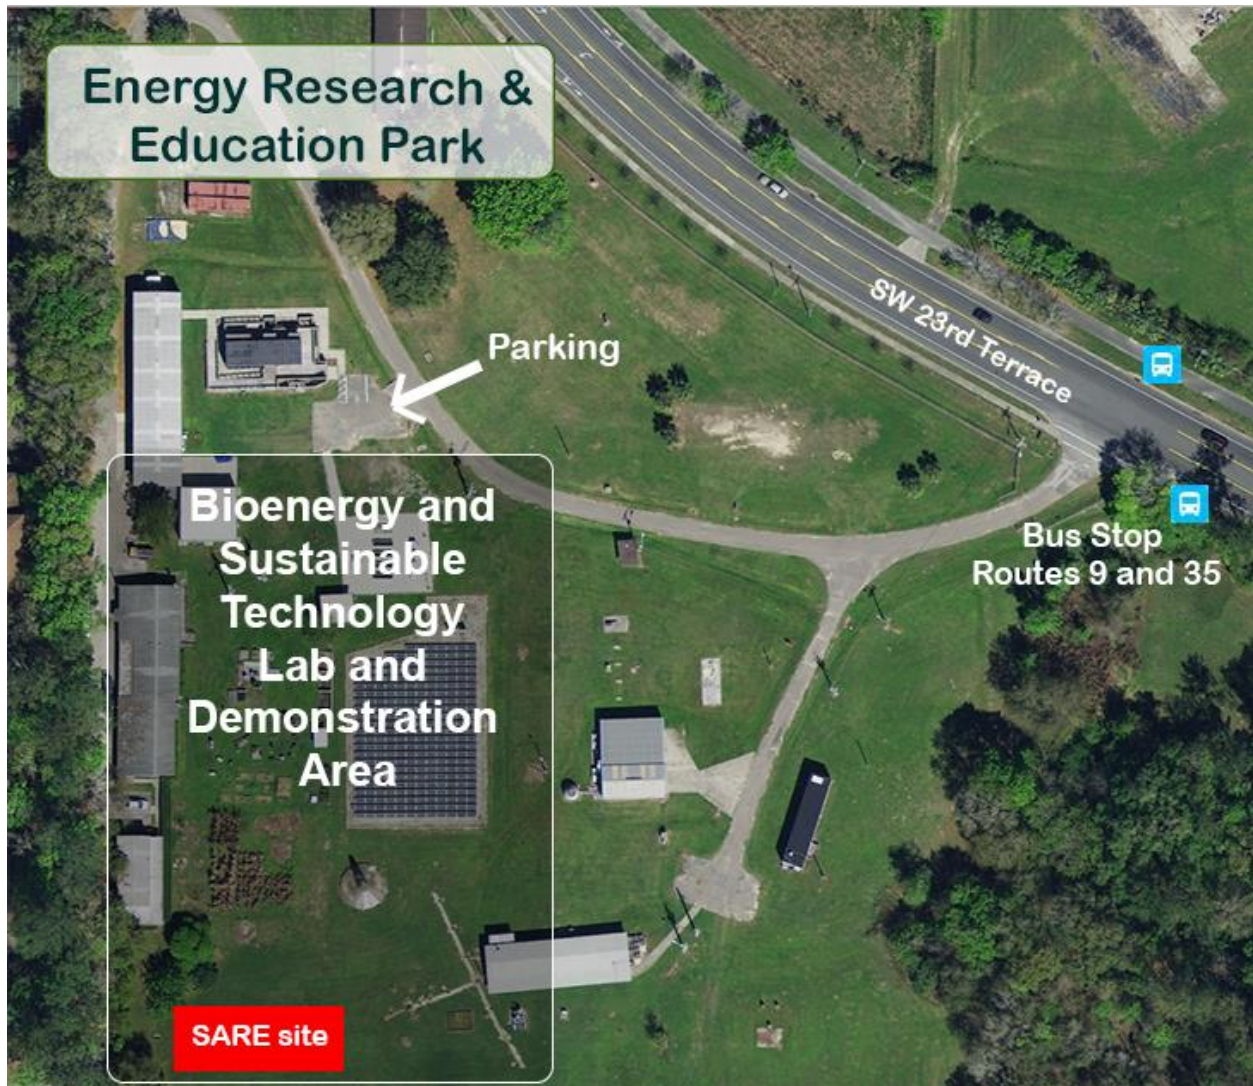 Energy Research &
Education Park
Parking
SW 23rd Terrace
Bus Stop
Routes 9 and 35
Bioenergy and
Sustainable
Technology
Lab and
Demonstration
Area
SARE site